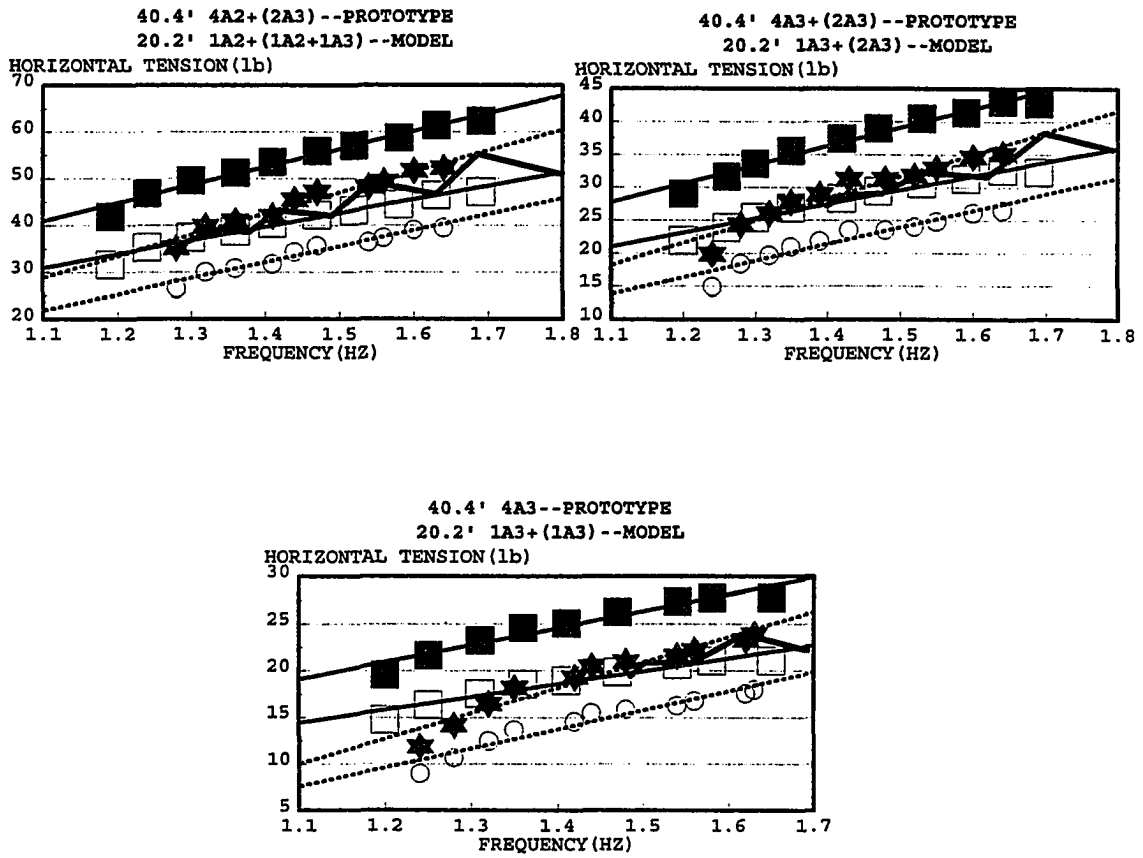 40.4' 4A2+(2A3)--PROTOTYPE
20.2' 1A2+(1A2+1A3)--MODEL
HORIZONTAL TENSION(lb)
70
60
50
40
30
20
1.1 1.2 1.3 1.4 1.5 1.6 1.7 1.8
FREQUENCY(HZ)
40.4' 4A3+(2A3)--PROTOTYPE
20.2' 1A3+(2A3)--MODEL
HORIZONTAL TENSION(lb)
45
40
35
30
25
20
15
10
1.1 1.2 1.3 1.4 1.5 1.6 1.7 1.8
FREQUENCY(HZ)
40.4' 4A3--PROTOTYPE
20.2' 1A3+(1A3)--MODEL
HORIZONTAL TENSION(lb)
30
25
20
15
10
5
1.1 1.2 1.3 1.4 1.5 1.6 1.7
FREQUENCY(HZ)